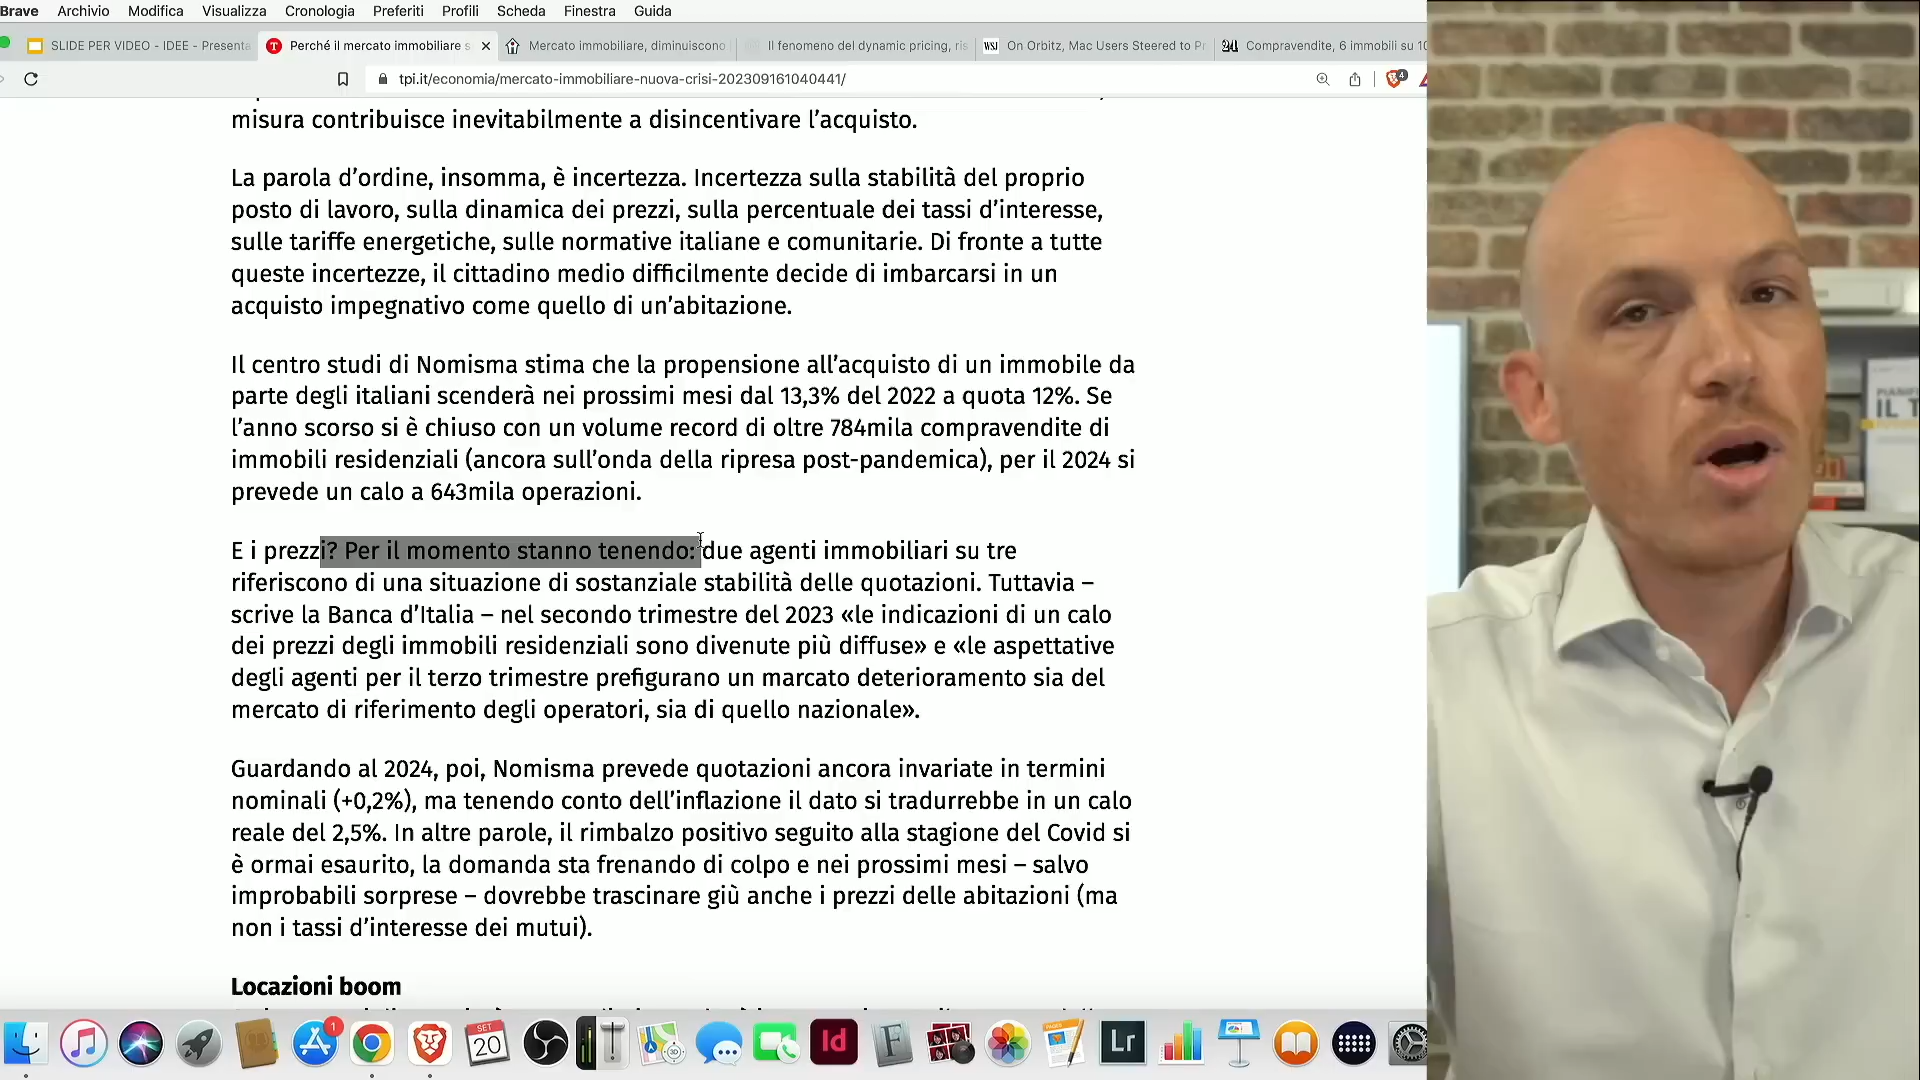 Brave Archivio Modifica Visualizza Cronologia Preferiti Profili Scheda Finestra Guida
SLIDE PER VIDEO - IDEE - Presenta
Perché il mercato immobiliare s
Mercato immobiliare, diminuiscono
Il fenomeno del dynamic pricing, ris
WSJ On Orbitz, Mac Users Steered to Pr
24 Compravendite, 6 immobili su 10
tpi.it/economia/mercato-immobiliare-nuova-crisi-202309161040441/
4
misura contribuisce inevitabilmente a disincentivare l’acquisto.
La parola d’ordine, insomma, è incertezza. Incertezza sulla stabilità del proprio
posto di lavoro, sulla dinamica dei prezzi, sulla percentuale dei tassi d’interesse,
sulle tariffe energetiche, sulle normative italiane e comunitarie. Di fronte a tutte
queste incertezze, il cittadino medio difficilmente decide di imbarcarsi in un
acquisto impegnativo come quello di un’abitazione.
Il centro studi di Nomisma stima che la propensione all’acquisto di un immobile da
parte degli italiani scenderà nei prossimi mesi dal 13,3% del 2022 a quota 12%. Se
l’anno scorso si è chiuso con un volume record di oltre 784mila compravendite di
immobili residenziali (ancora sull’onda della ripresa post-pandemica), per il 2024 si
prevede un calo a 643mila operazioni.
E i prezzi? Per il momento stanno tenendo: due agenti immobiliari su tre
riferiscono di una situazione di sostanziale stabilità delle quotazioni. Tuttavia –
scrive la Banca d’Italia – nel secondo trimestre del 2023 «le indicazioni di un calo
dei prezzi degli immobili residenziali sono divenute più diffuse» e «le aspettative
degli agenti per il terzo trimestre prefigurano un marcato deterioramento sia del
mercato di riferimento degli operatori, sia di quello nazionale».
Guardando al 2024, poi, Nomisma prevede quotazioni ancora invariate in termini
nominali (+0,2%), ma tenendo conto dell’inflazione il dato si tradurrebbe in un calo
reale del 2,5%. In altre parole, il rimbalzo positivo seguito alla stagione del Covid si
è ormai esaurito, la domanda sta frenando di colpo e nei prossimi mesi – salvo
improbabili sorprese – dovrebbe trascinare giù anche i prezzi delle abitazioni (ma
non i tassi d’interesse dei mutui).
Locazioni boom
1
SET
20
3D
Id
F
PAGES
Lr
IL T